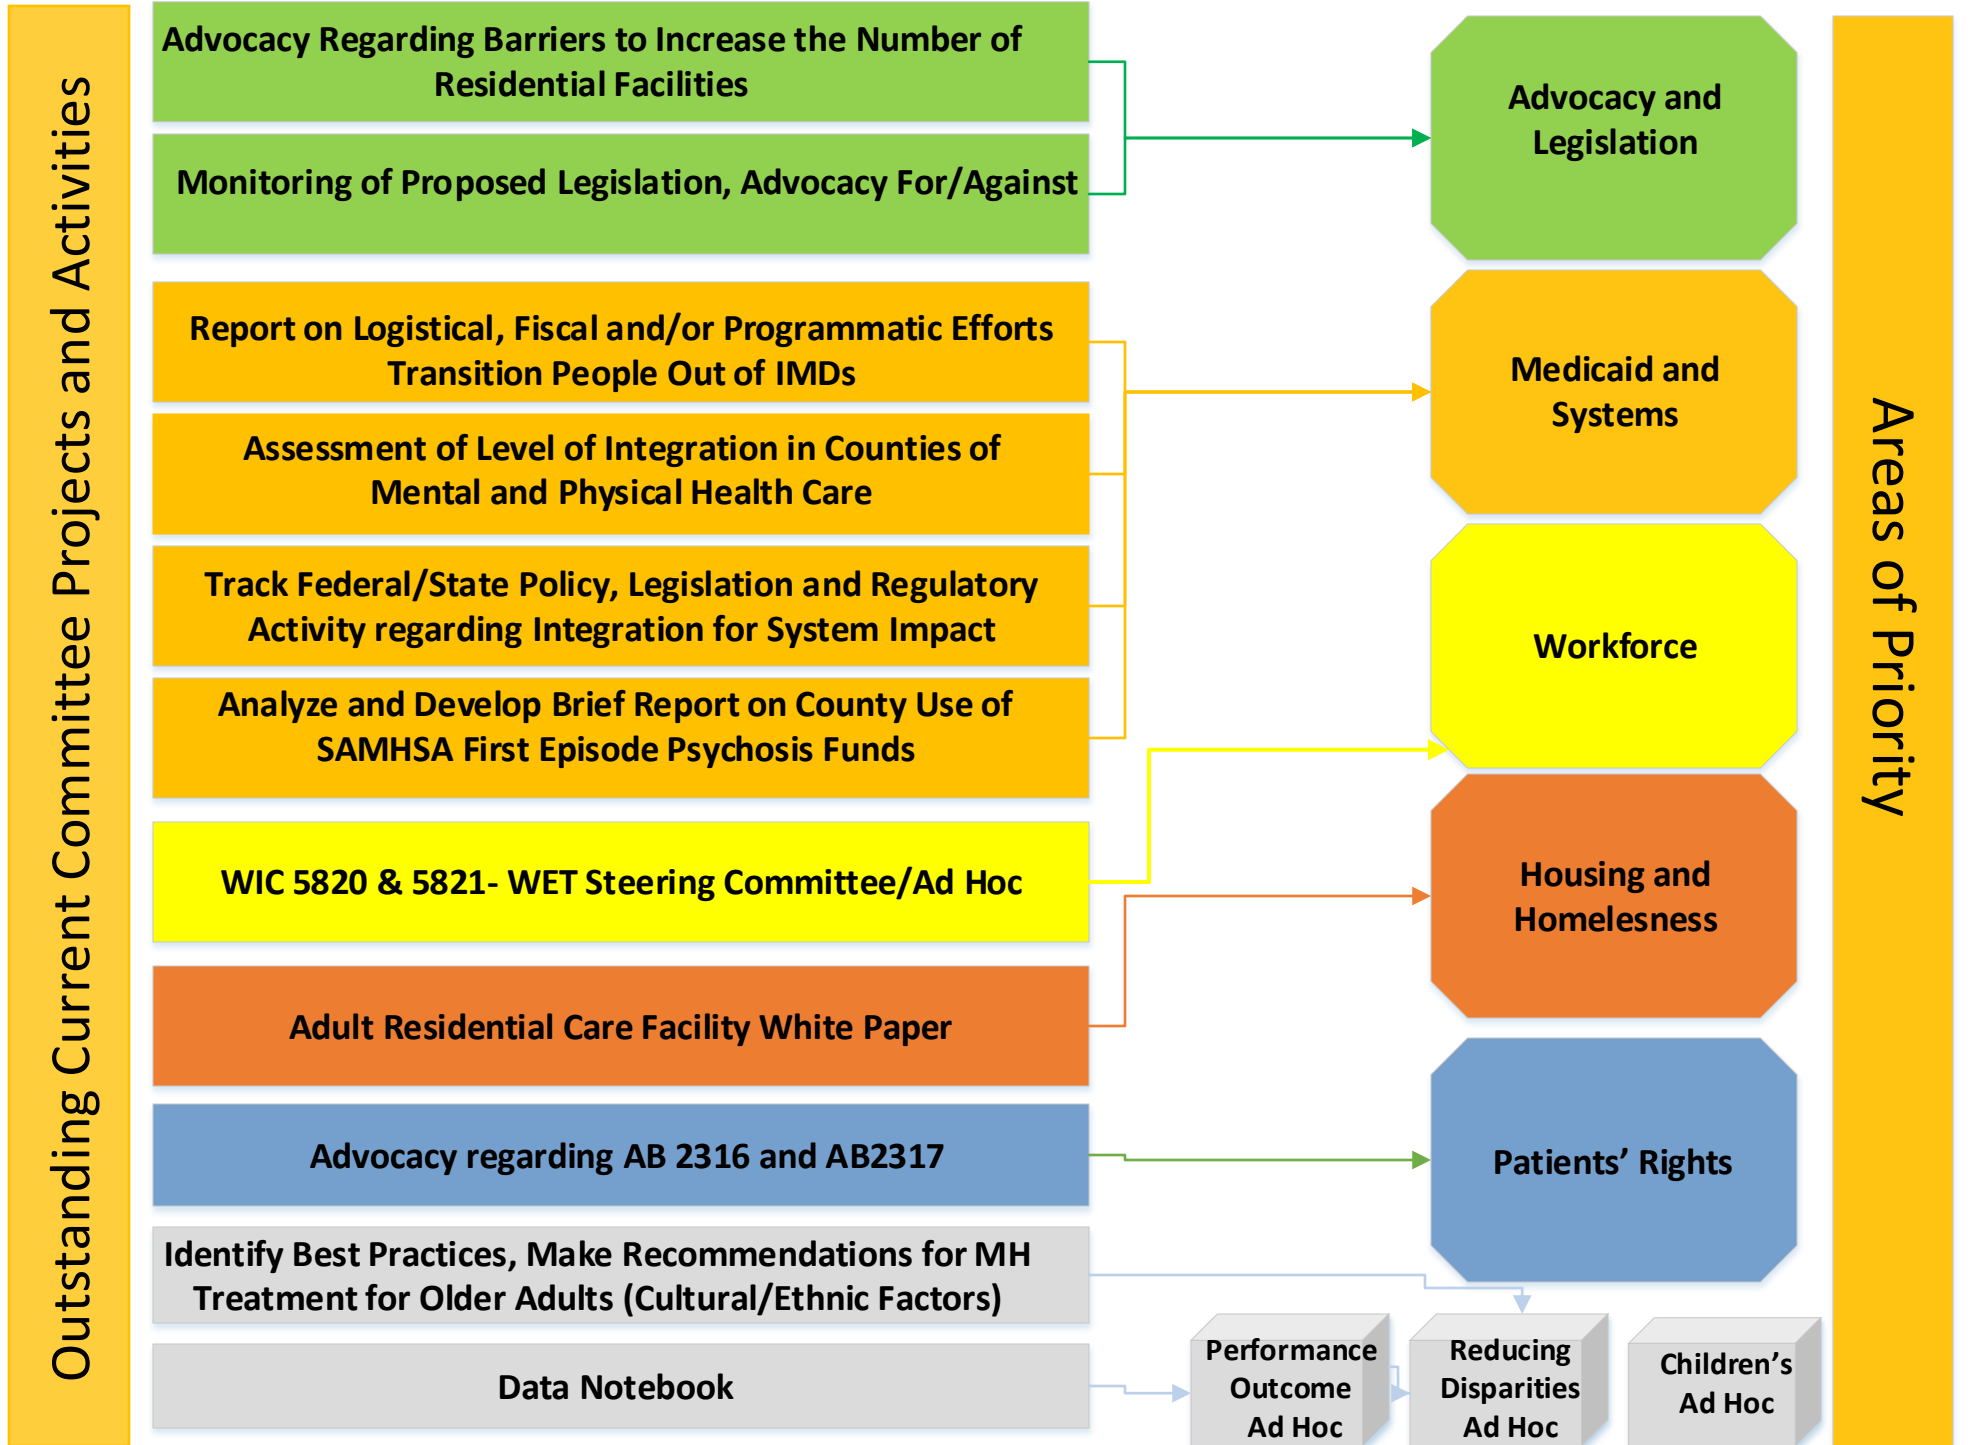 Outstanding Current Committee Projects and Activities
Advocacy Regarding Barriers to Increase the Number of
Residential Facilities
Monitoring of Proposed Legislation, Advocacy For/Against
Report on Logistical, Fiscal and/or Programmatic Efforts
Transition People Out of IMDs
Assessment of Level of Integration in Counties of
Mental and Physical Health Care
Track Federal/State Policy, Legislation and Regulatory
Activity regarding Integration for System Impact
Analyze and Develop Brief Report on County Use of
SAMHSA First Episode Psychosis Funds
WIC 5820 & 5821- WET Steering Committee/Ad Hoc
Adult Residential Care Facility White Paper
Advocacy regarding AB 2316 and AB2317
Identify Best Practices, Make Recommendations for MH
Treatment for Older Adults (Cultural/Ethnic Factors)
Data Notebook
Advocacy and
Legislation
Medicaid and
Systems
Workforce
Housing and
Homelesness
Patients’ Rights
Performance
Outcome
Ad Hoc
Reducing
Disparities
Ad Hoc
Children’s
Ad Hoc
Areas of Priority